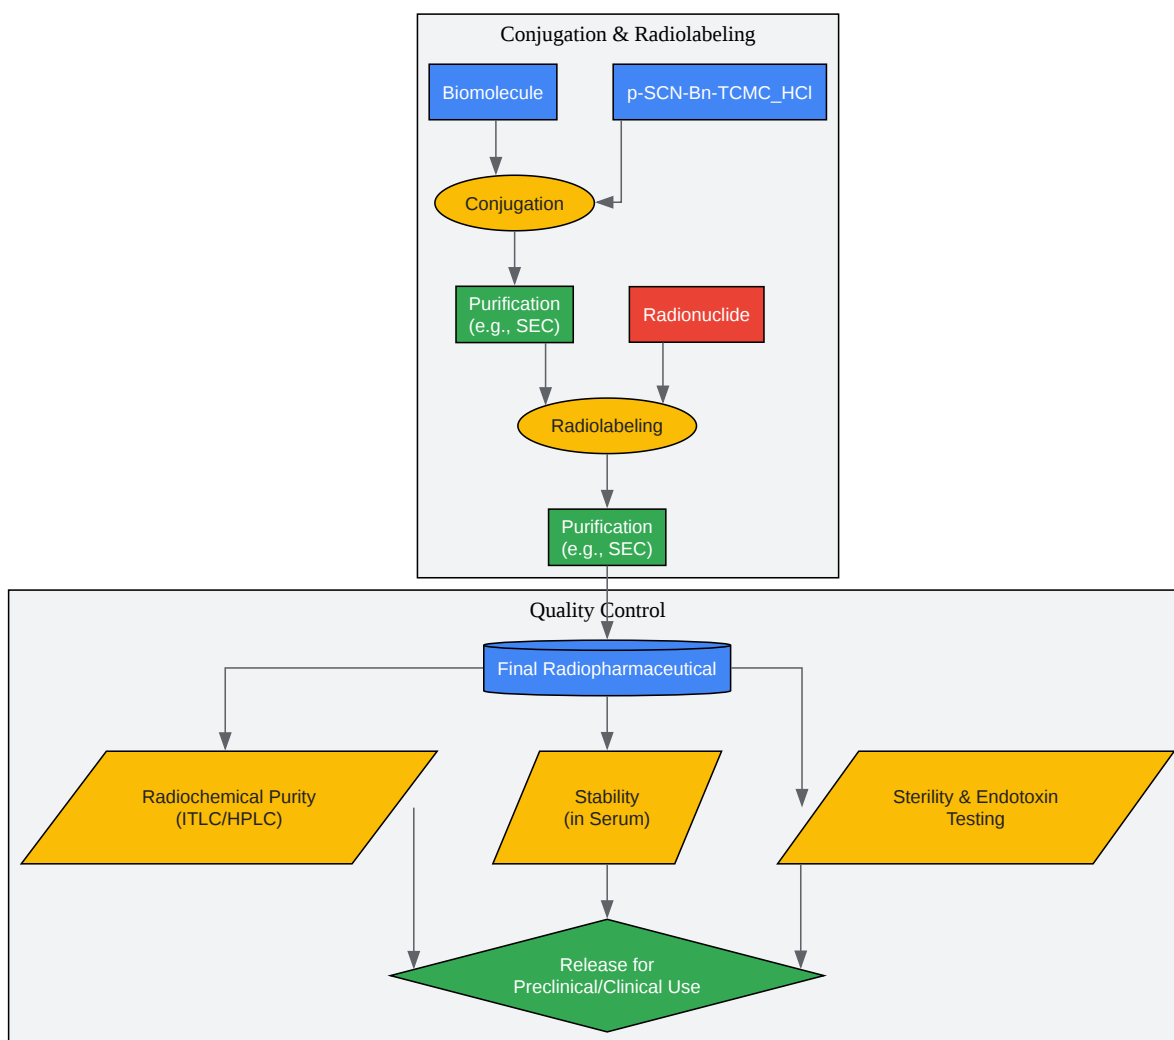 Conjugation & Radiolabeling
Biomolecule
p-SCN-Bn-TCMC_HCl
Conjugation
Purification
(e.g., SEC)
Radionuclide
Radiolabeling
Purification
(e.g., SEC)
Quality Control
Final Radiopharmaceutical
Radiochemical Purity
(ITLC/HPLC)
Stability
(in Serum)
Sterility & Endotoxin
Testing
Release for
Preclinical/Clinical Use